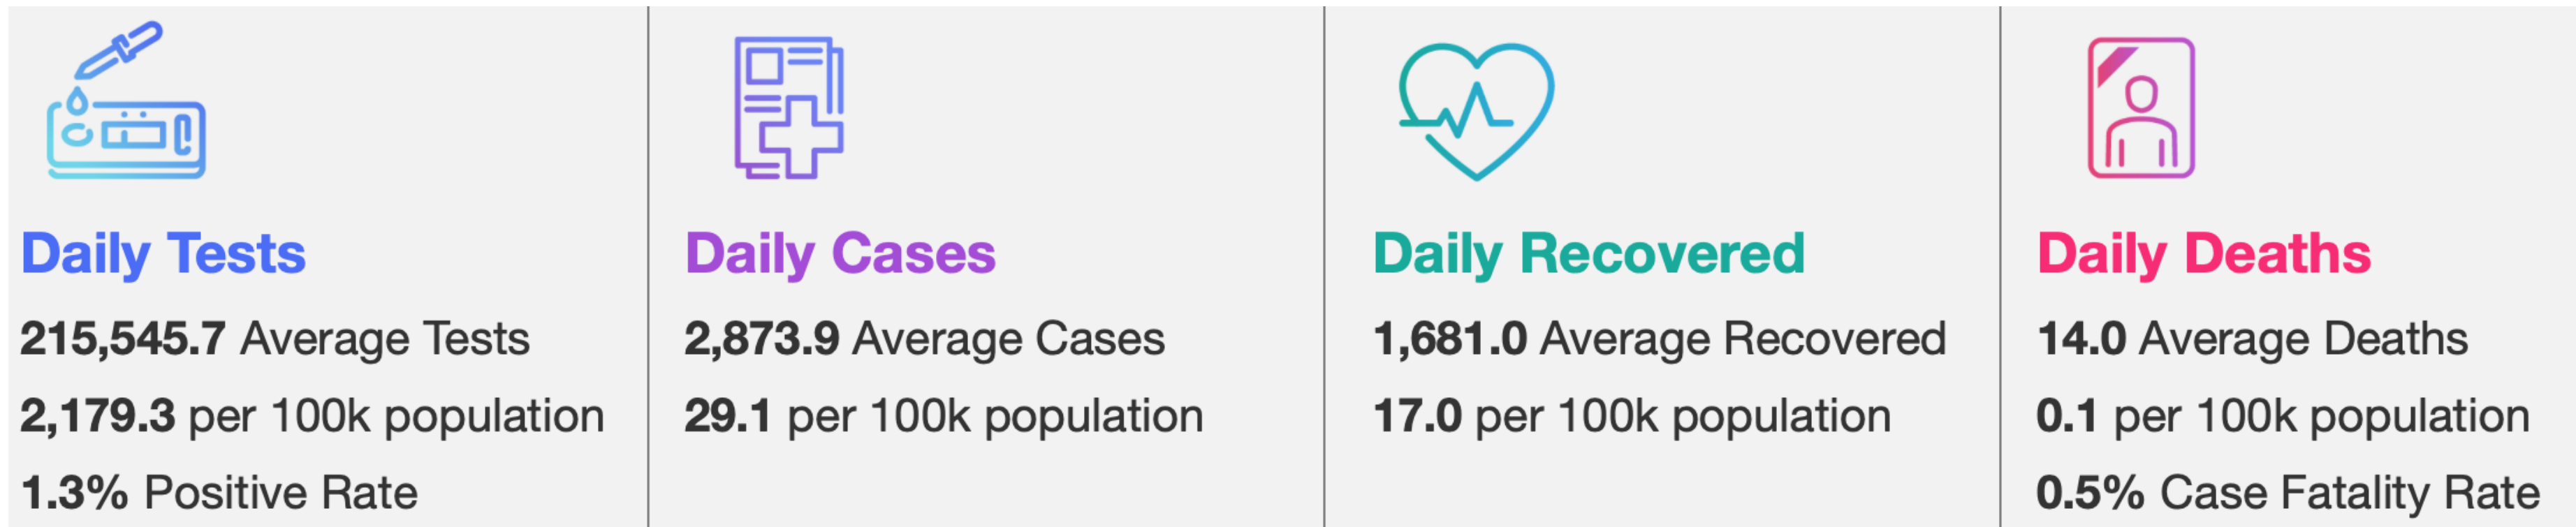 Daily Tests
215,545.7 Average Tests
2,179.3 per 100k population
1.3% Positive Rate
Daily Cases
2,873.9 Average Cases
29.1 per 100k population
Daily Recovered
1,681.0 Average Recovered
17.0 per 100k population
Daily Deaths
14.0 Average Deaths
0.1 per 100k population
0.5% Case Fatality Rate